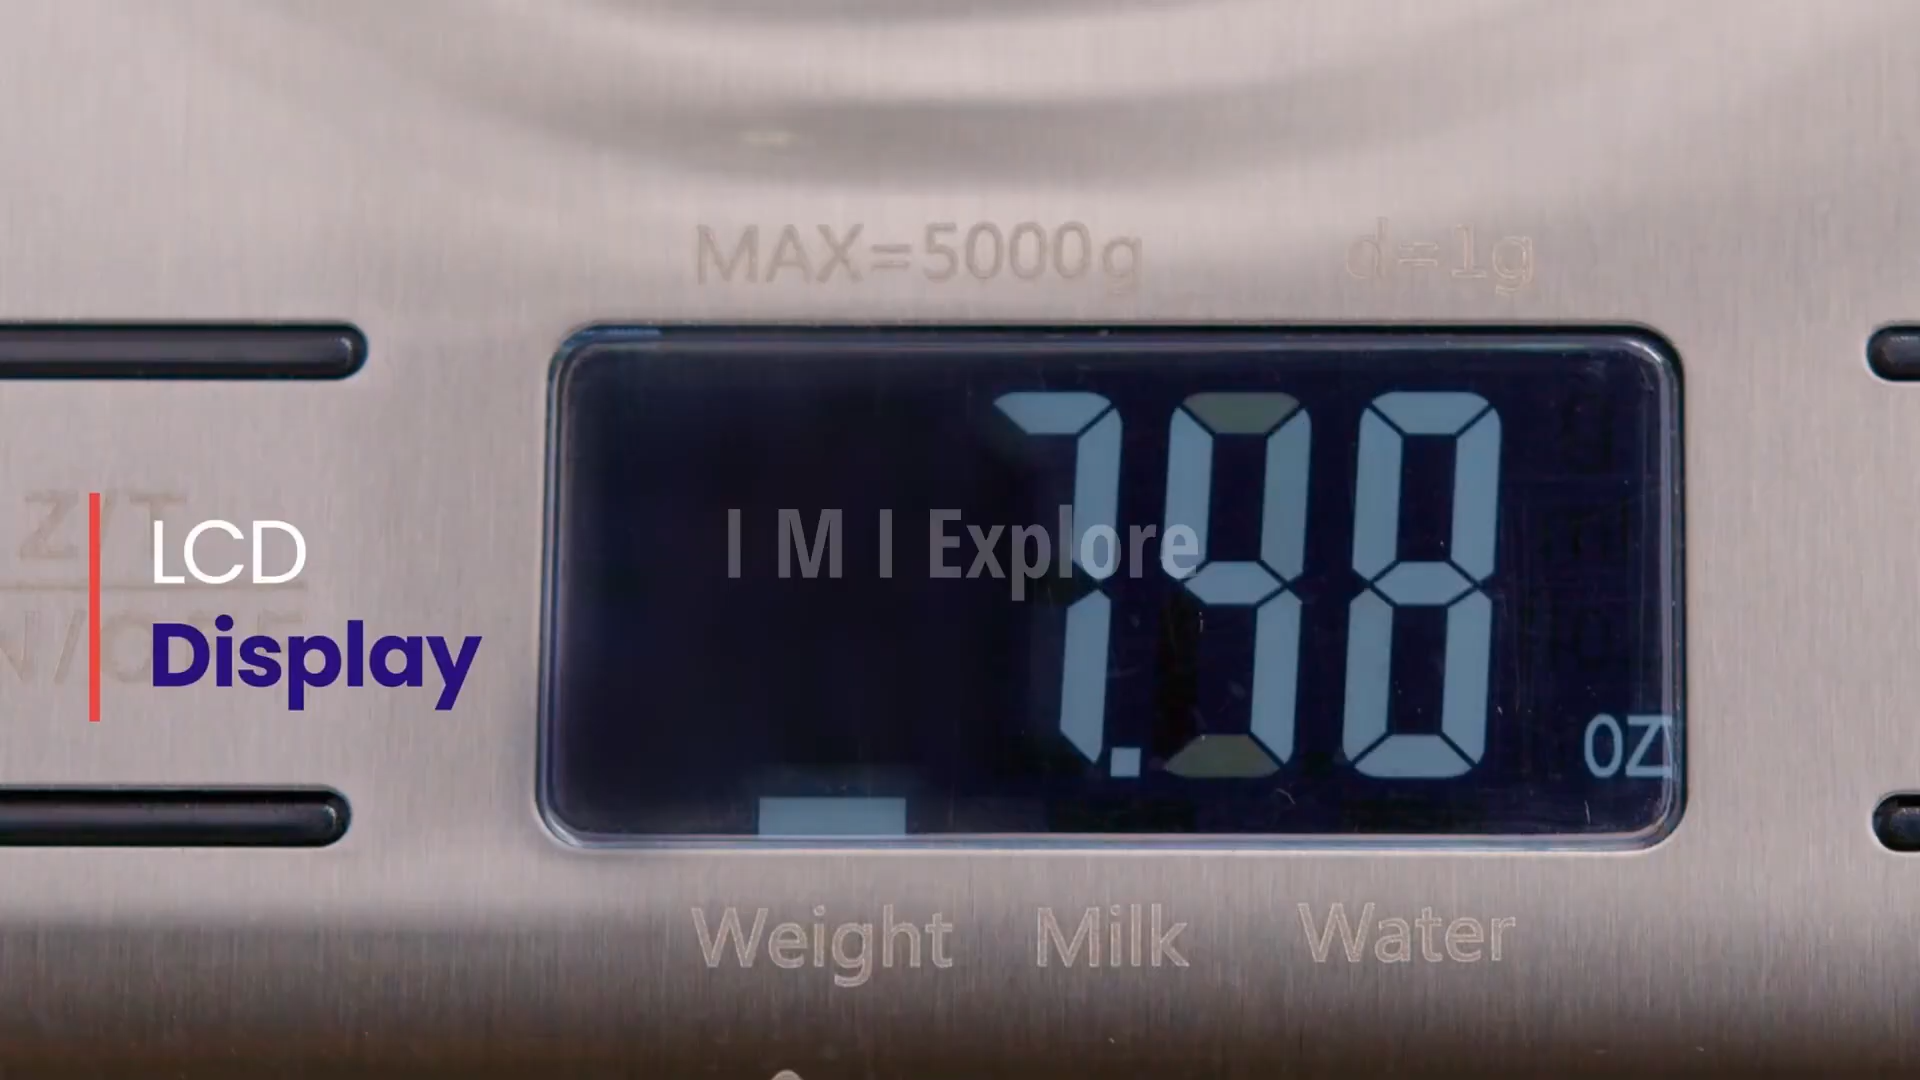 MAX=5000g d=1g
Z/T
LCD
Display
I M I Explore
7.98 OZ
Weight Milk Water